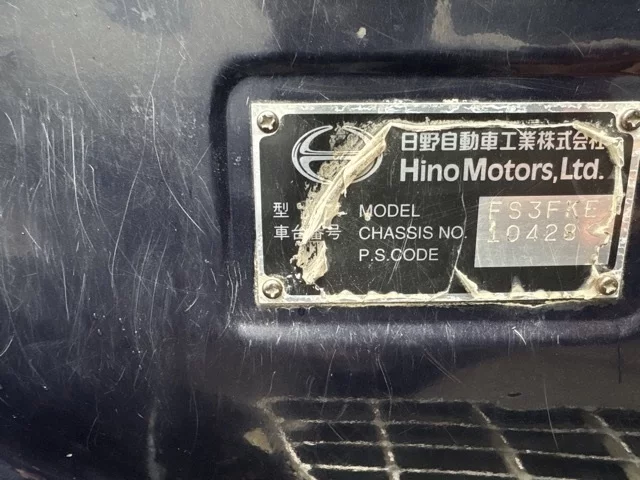 日野自動車工業株式会社
Hino Motors, Ltd.
型 MODEL FS3FKE
車台番号 CHASSIS NO. 10428
P.S.CODE